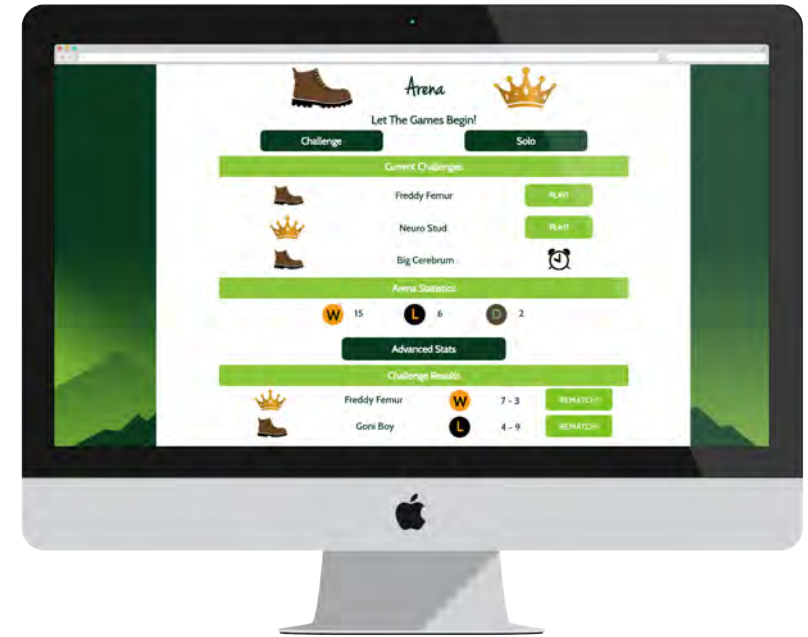 Arena
Let The Games Begin!
Challenge Solo
Current Challenges
Freddy Femur PLAY!
Neuro Stud PLAY!
Big Cerebrum
Arena Statistics
W 15 L 6 D 2
Advanced Stats
Challenge Results
Freddy Femur W 7 - 3 REMATCH!
Goni Boy L 4 - 9 REMATCH!